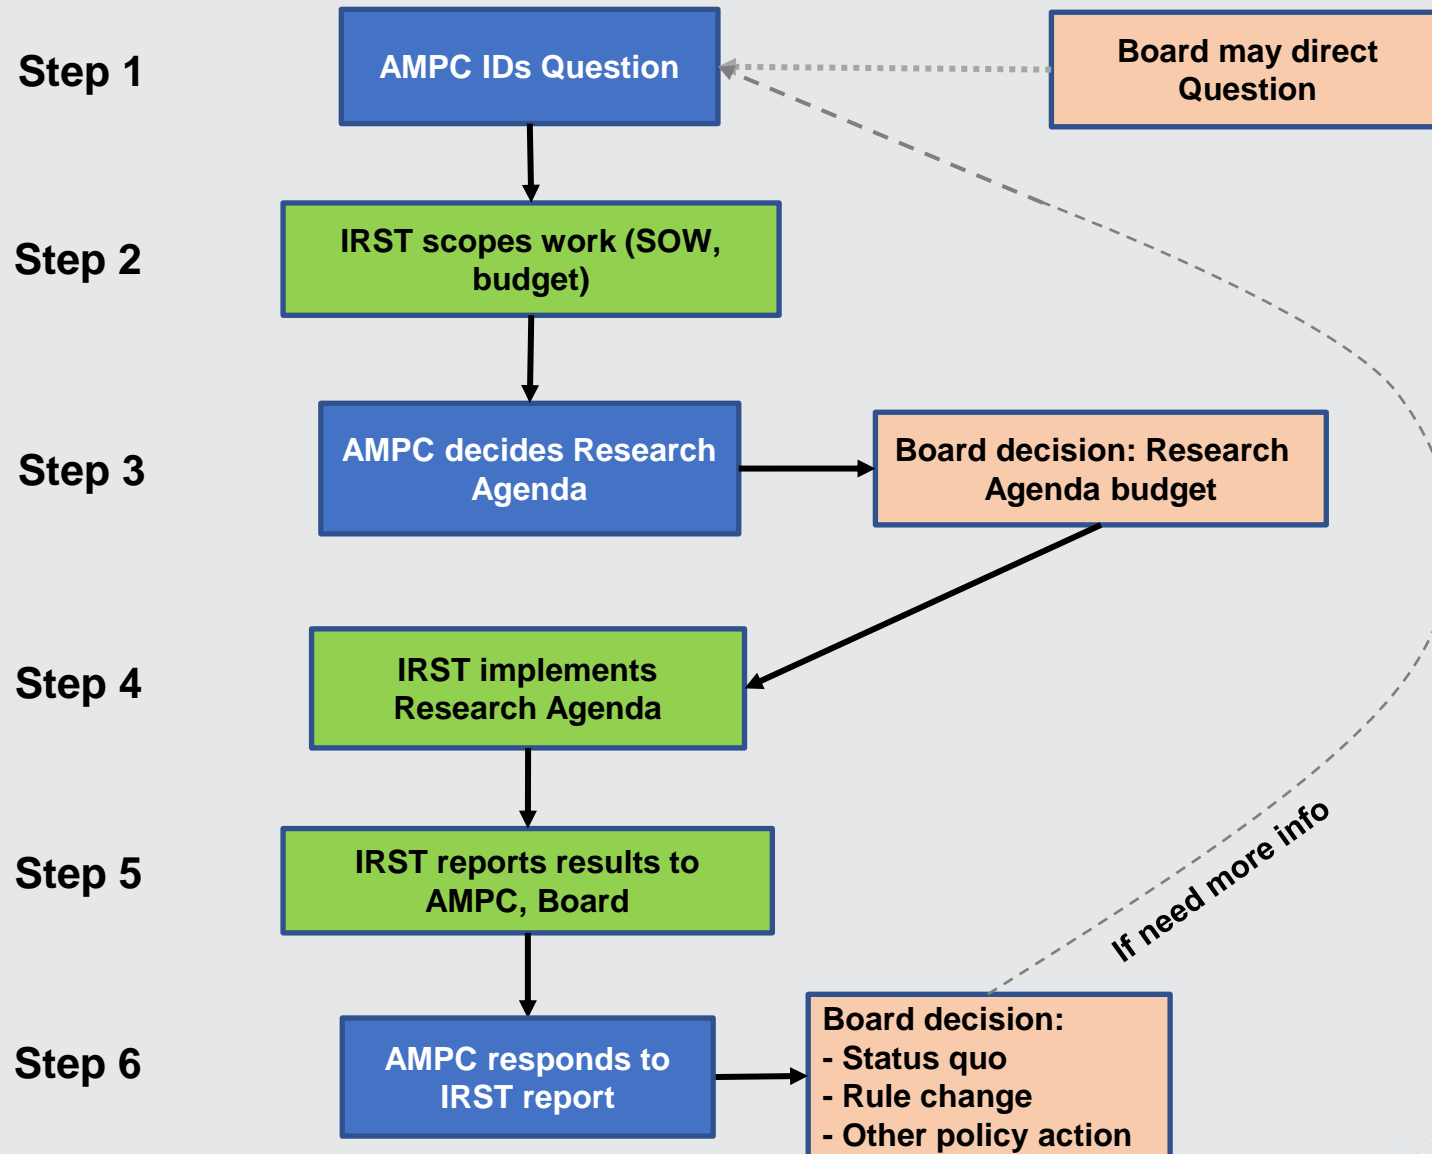 Step 1
AMPC IDs Question
Board may direct
Question
Step 2
IRST scopes work (SOW,
budget)
Step 3
AMPC decides Research
Agenda
Board decision: Research
Agenda budget
Step 4
IRST implements
Research Agenda
Step 5
IRST reports results to
AMPC, Board
If need more info
Step 6
AMPC responds to
IRST report
Board decision:
- Status quo
- Rule change
- Other policy action